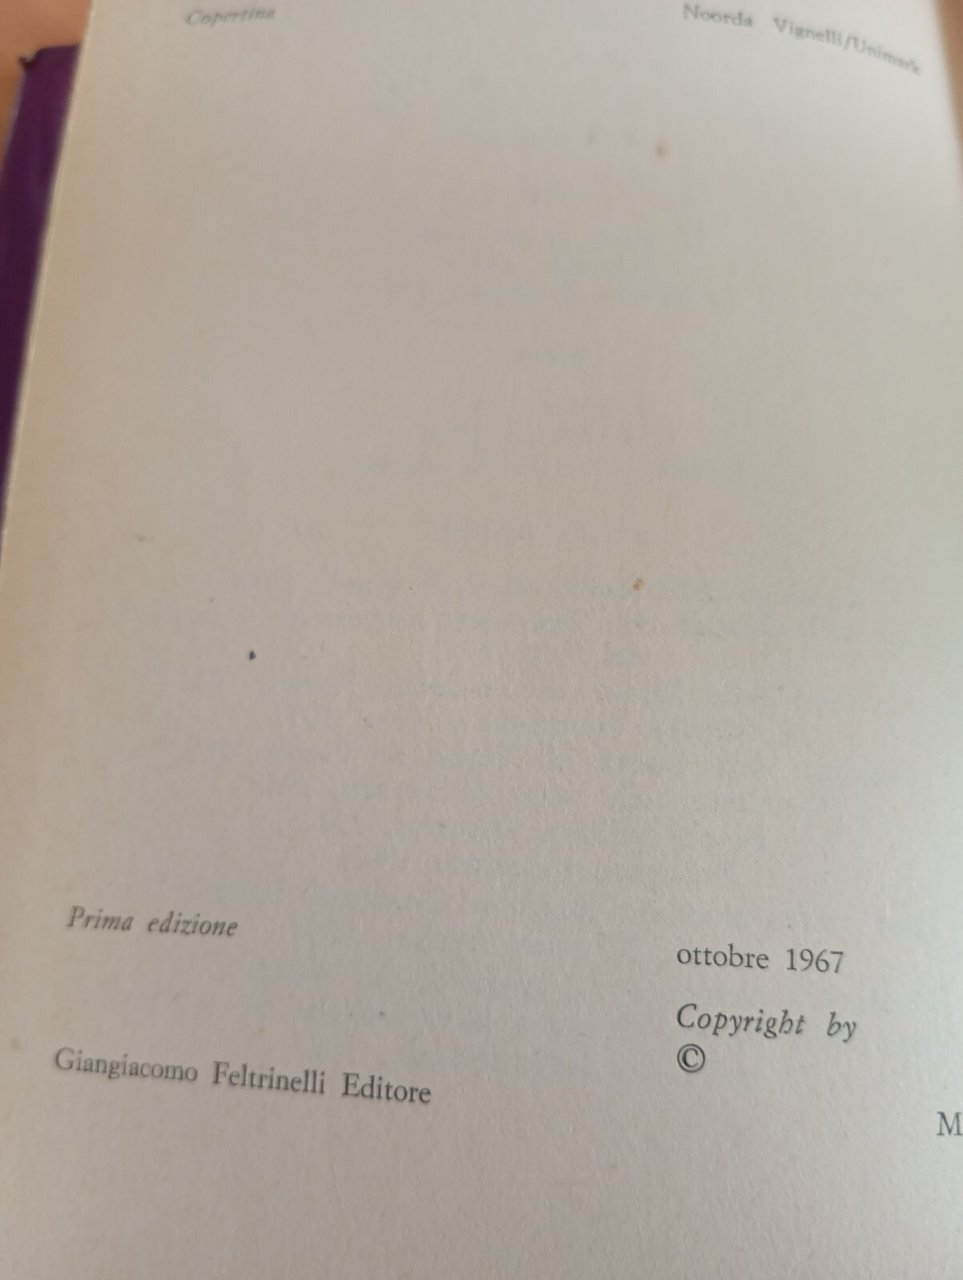 Copertina
Noorda Vignelli/Unimark
Prima edizione
ottobre 1967
Copyright by
©
Giangiacomo Feltrinelli Editore
M